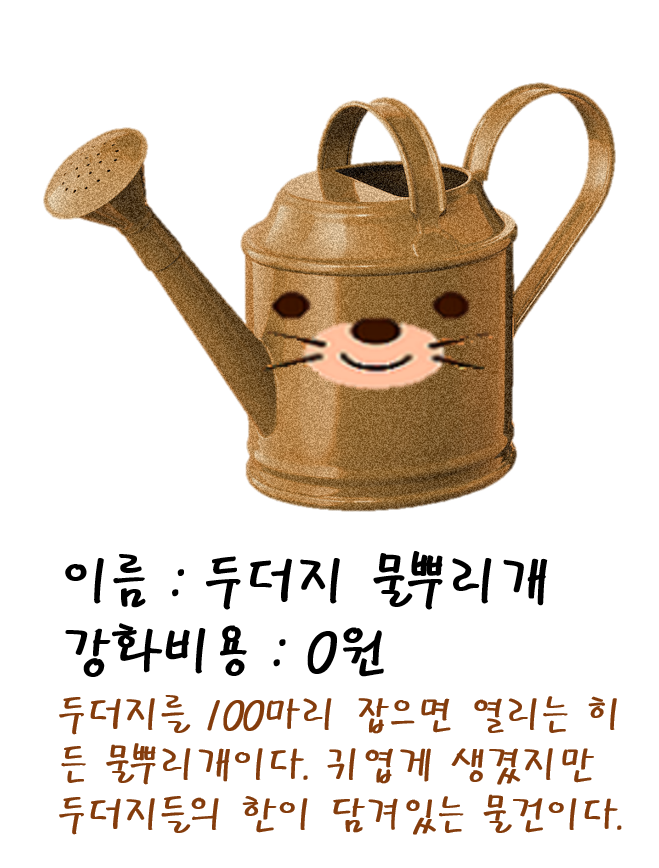 이름 : 두더지 물뿌리개
강화비용 : 0원
두더지를 100마리 잡으면 열리는 히
든 물뿌리개이다. 귀엽게 생겼지만
두더지들의 한이 담겨있는 물건이다.